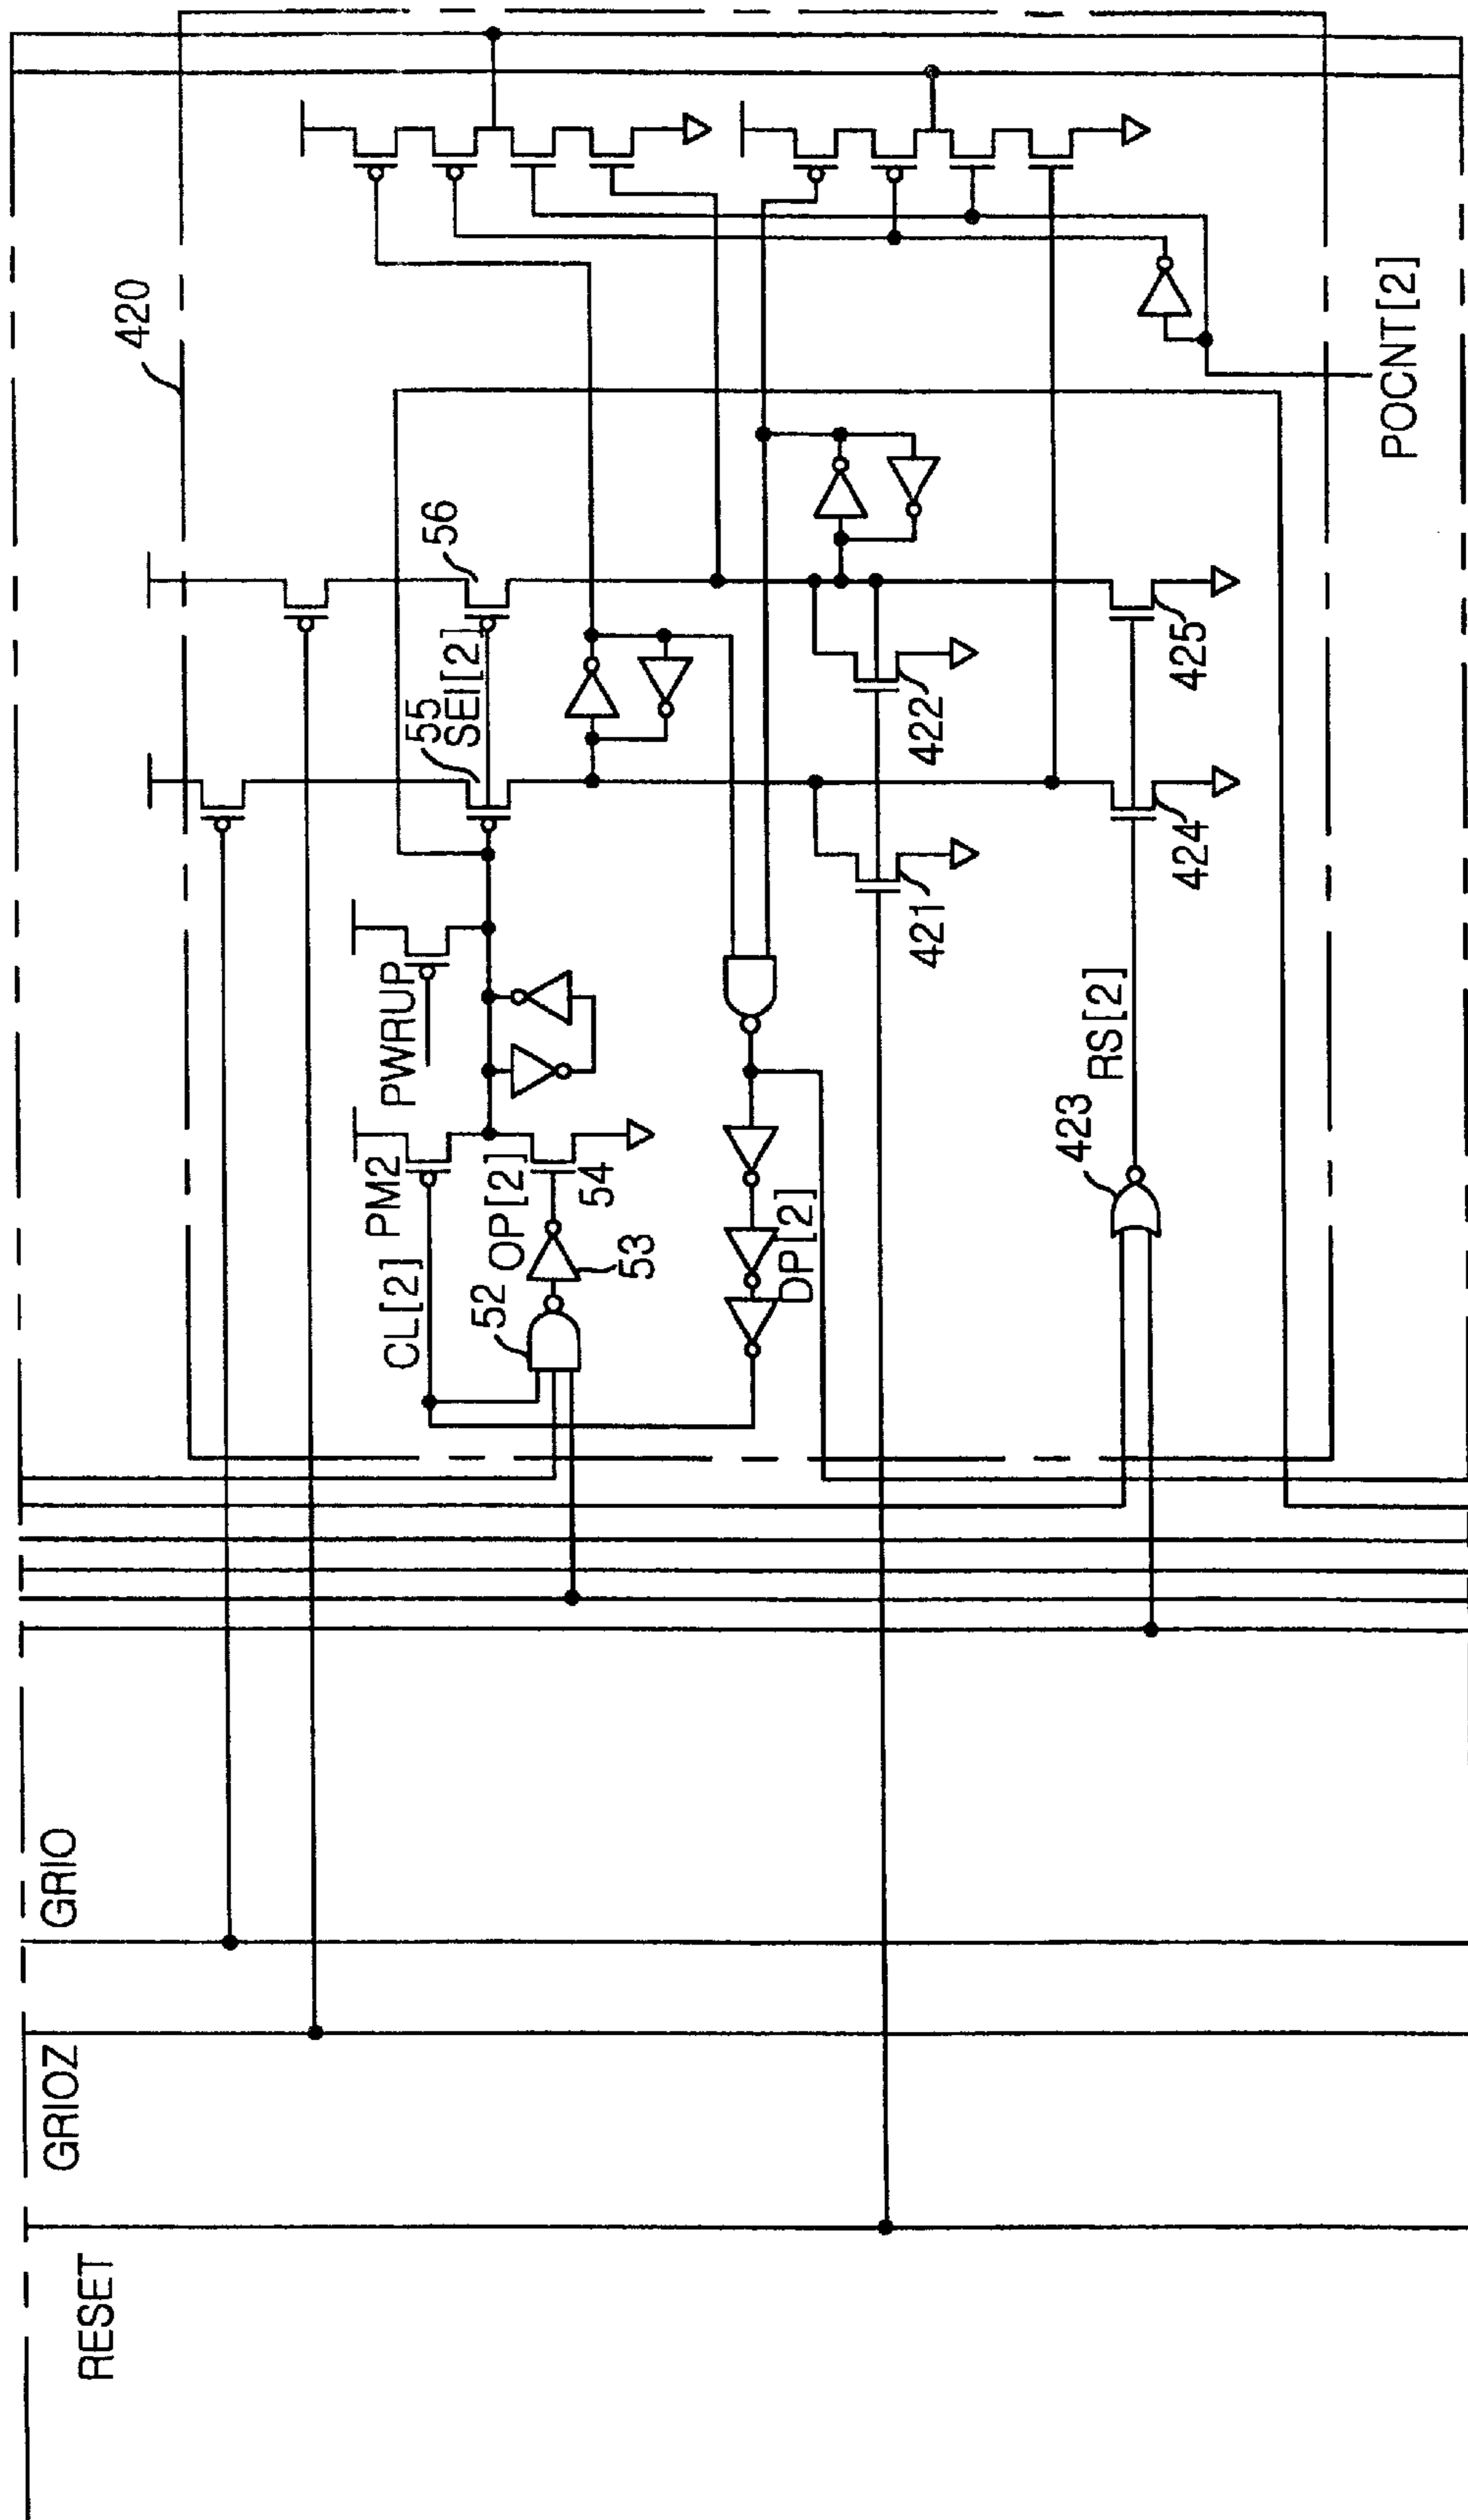 420
POCNT[2]
56
55
SEI[2]
422
425
421
424
PWRUP
RS[2]
423
PM2
OP[2]
54
53
CLI[2]
52
DP[2]
GRIO
GRIOZ
RESET